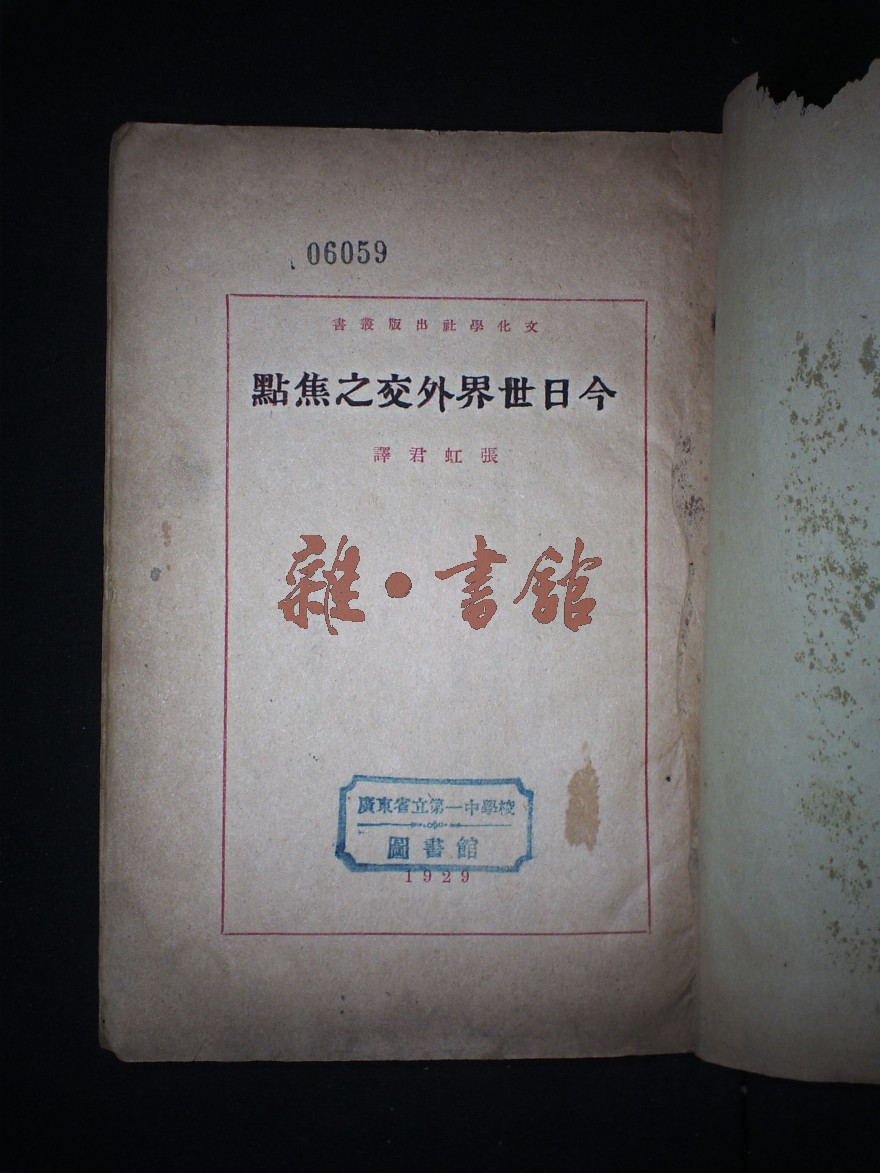 06059
文化學社出版叢書
今日世界外交之焦點
張虹君譯
雜·書館
廣東省立第一中學校
圖書館
1929